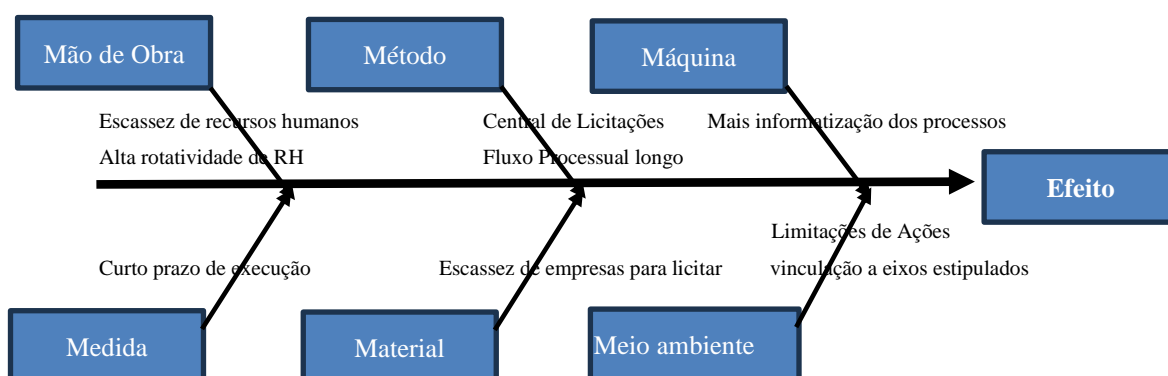 Mão de Obra
Método
Máquina
Escassez de recursos humanos
Central de Licitações
Mais informatização dos processos
Alta rotatividade de RH
Fluxo Processual longo
Efeito
Limitações de Ações
Curto prazo de execução
Escassez de empresas para licitar
vinculação a eixos estipulados
Medida
Material
Meio ambiente